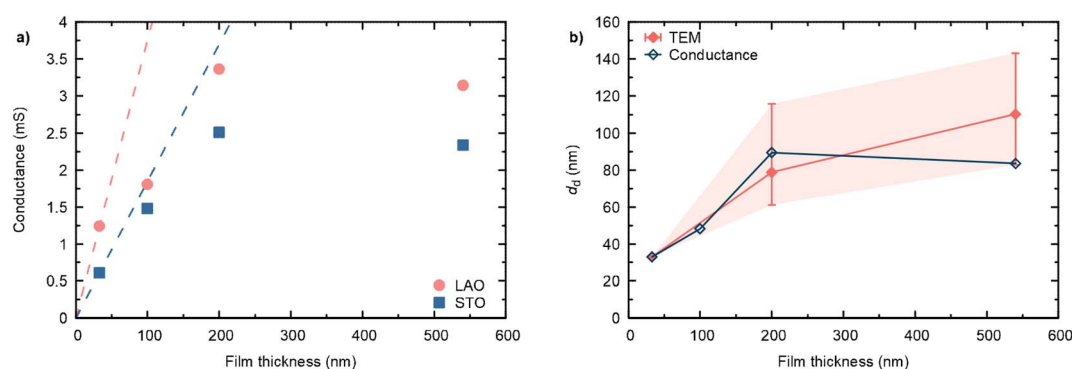 a)
Conductance (mS)
4
3.5
3
2.5
2
1.5
1
0.5
0
0 100 200 300 400 500 600
Film thickness (nm)
LAO
STO
b)
d_d (nm)
160
140
120
100
80
60
40
20
0
0 100 200 300 400 500 600
Film thickness (nm)
TEM
Conductance